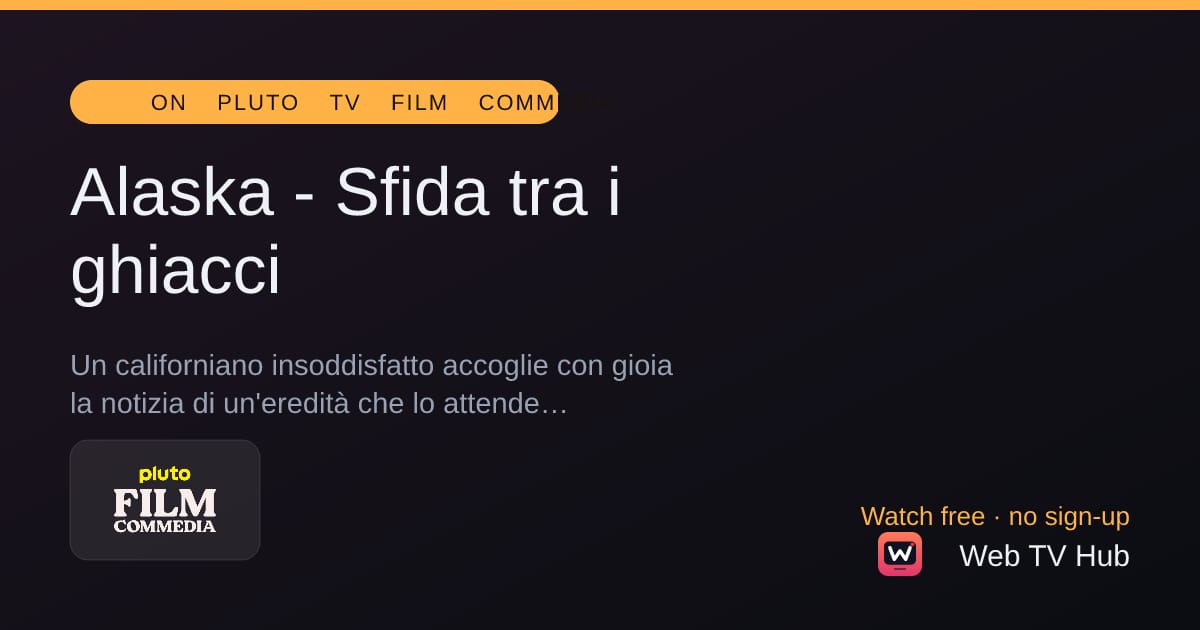 ON PLUTO TV FILM COMMEDIA
Alaska - Sfida tra i
ghiacci
Un californiano insoddisfatto accoglie con gioia
la notizia di un'eredità che lo attende…
pluto
FILM
COMMEDIA
Watch free · no sign-up
W
Web TV Hub